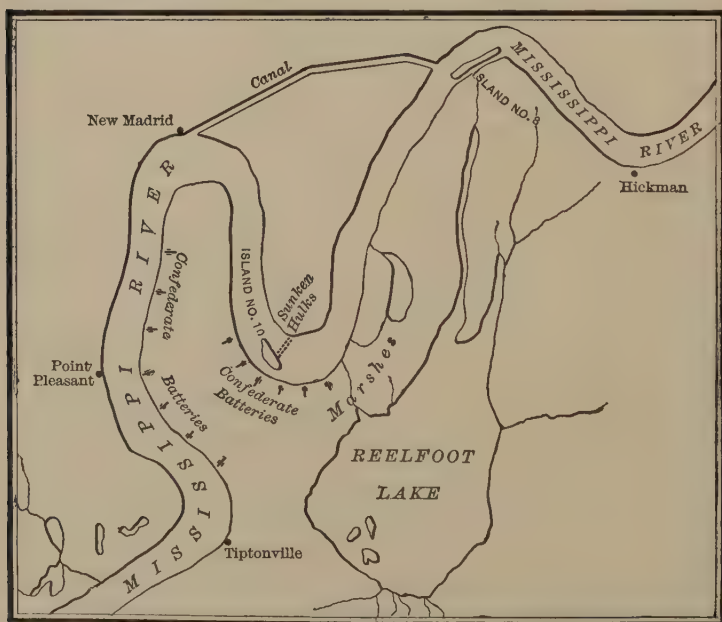 MISSISSIPPI
RIVER
Canal
ISLAND NO. 8
New Madrid
Hickman
RIVER
Confederate
ISLAND NO. 10
Sunken
Hulks
Point
Pleasant
Batteries
Confederate
Batteries
Marshes
MISSISSIPPI
REELFOOT
LAKE
Tiptonville